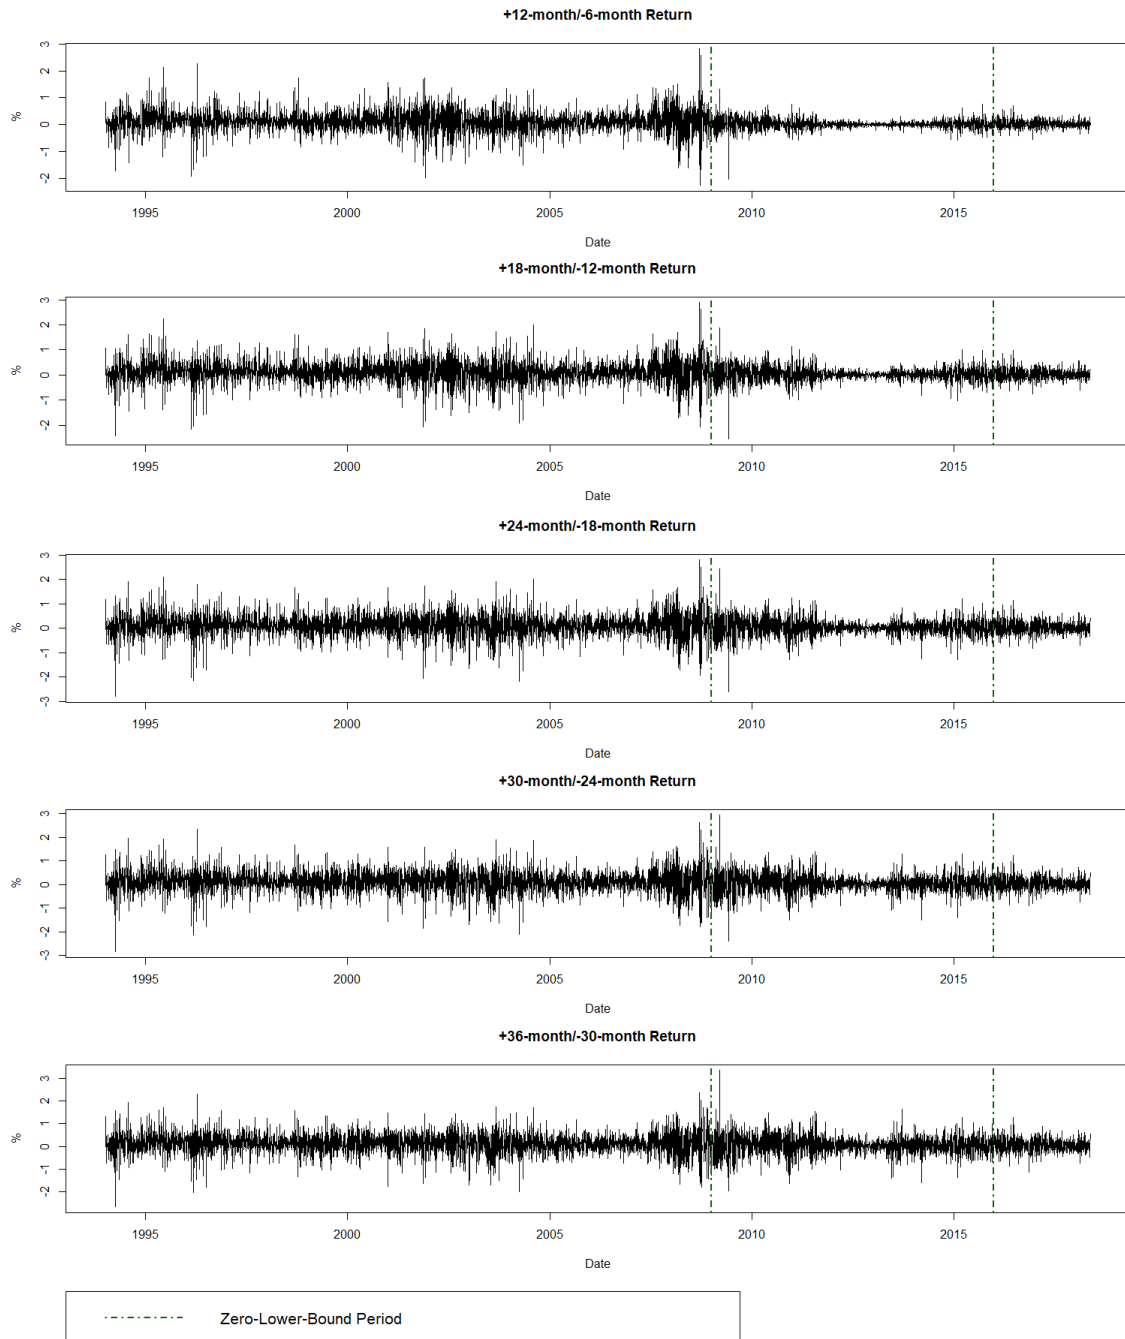 +12-month/-6-month Return
3
2
1
0
-1
-2
%
1995 2000 2005 2010 2015
Date
+18-month/-12-month Return
3
2
1
0
-1
-2
%
1995 2000 2005 2010 2015
Date
+24-month/-18-month Return
3
2
1
0
-1
-2
-3
%
1995 2000 2005 2010 2015
Date
+30-month/-24-month Return
3
2
1
0
-1
-2
-3
%
1995 2000 2005 2010 2015
Date
+36-month/-30-month Return
3
2
1
0
-1
-2
%
1995 2000 2005 2010 2015
Date
Zero-Lower-Bound Period